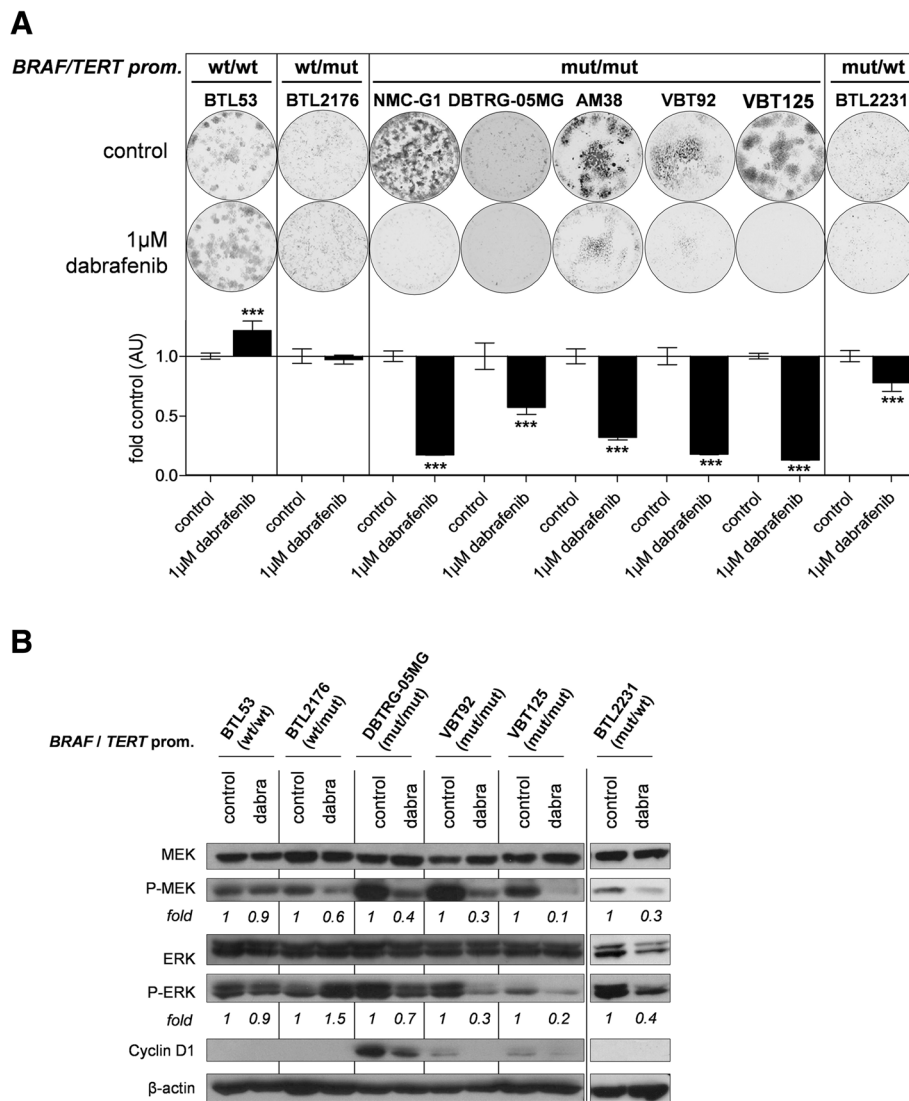 A
BRAF/TERT prom.
wt/wt wt/mut mut/mut mut/wt
BTL53 BTL2176 NMC-G1 DBTRG-05MG AM38 VBT92 VBT125 BTL2231
control
1µM
dabrafenib
fold control (AU)
1.0
0.5
0.0
*** *** *** *** *** *** ***
control 1µM dabrafenib control 1µM dabrafenib control 1µM dabrafenib control 1µM dabrafenib control 1µM dabrafenib control 1µM dabrafenib control 1µM dabrafenib control 1µM dabrafenib
B
BRAF / TERT prom.
BTL53 (wt/wt)
BTL2176 (wt/mut)
DBTRG-05MG (mut/mut)
VBT92 (mut/mut)
VBT125 (mut/mut)
BTL2231 (mut/wt)
control dabra control dabra control dabra control dabra control dabra control dabra
MEK
P-MEK
fold 1 0.9 1 0.6 1 0.4 1 0.3 1 0.1 1 0.3
ERK
P-ERK
fold 1 0.9 1 1.5 1 0.7 1 0.3 1 0.2 1 0.4
Cyclin D1
β-actin